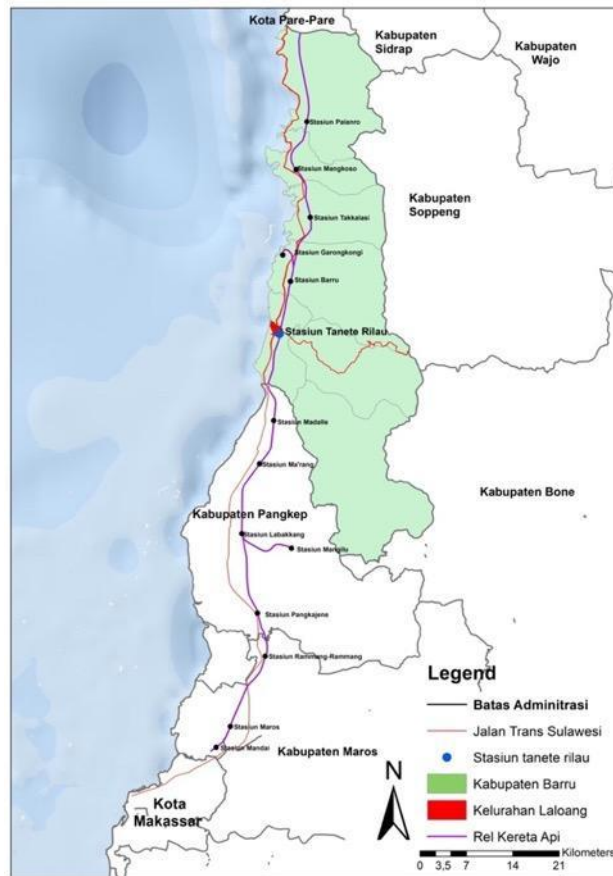 Kota Pare-Pare
Kabupaten
Sidrap
Kabupaten
Wajo
Stasiun Palanro
Stasiun Mangkoso
Kabupaten
Soppeng
Stasiun Takkalasi
Stasiun Garongkongi
Stasiun Barru
Stasiun Tanete Rilau
Stasiun Madalle
Stasiun Ma'rang
Kabupaten Bone
Kabupaten Pangkep
Stasiun Labakkang
Stasiun Mangilu
Stasiun Pangkajene
Stasiun Rammang-Rammang
Stasiun Maros
Stasiun Mandai
Kabupaten Maros
Kota
Makassar
N
Legend
Batas Adminitrasi
Jalan Trans Sulawesi
Stasiun tanete rilau
Kabupaten Barru
Kelurahan Laloang
Rel Kereta Api
Kilometers
0 3,5 7 14 21